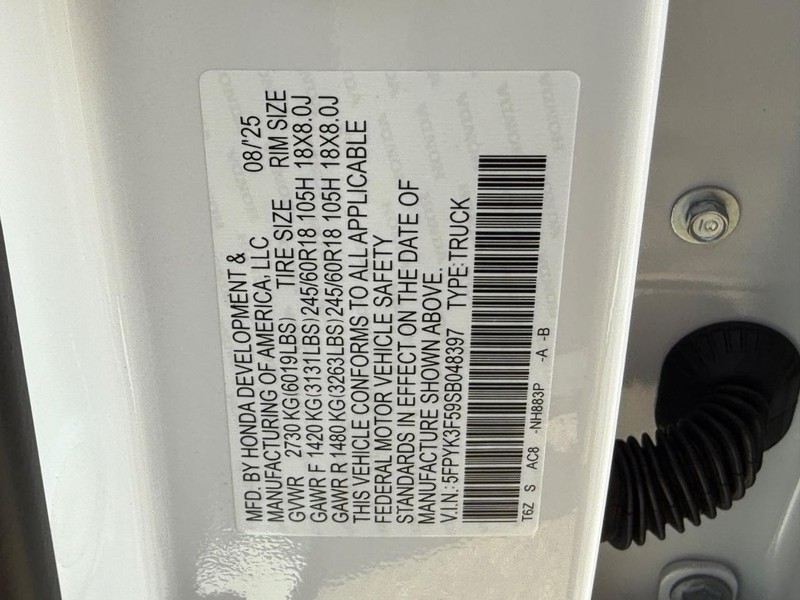 MFD. BY HONDA DEVELOPMENT &
MANUFACTURING OF AMERICA, LLC 08/'25
GVWR 2730 KG(6019LBS) TIRE SIZE RIM SIZE
GAWR F 1420 KG(3131LBS) 245/60R18 105H 18X8.0J
GAWR R 1480 KG(3263LBS) 245/60R18 105H 18X8.0J
THIS VEHICLE CONFORMS TO ALL APPLICABLE
FEDERAL MOTOR VEHICLE SAFETY
STANDARDS IN EFFECT ON THE DATE OF
MANUFACTURE SHOWN ABOVE.
V.I.N.: 5FPYK3F59SB048397 TYPE: TRUCK
T6Z S AC8 -NH883P -A -B
HONDA
10